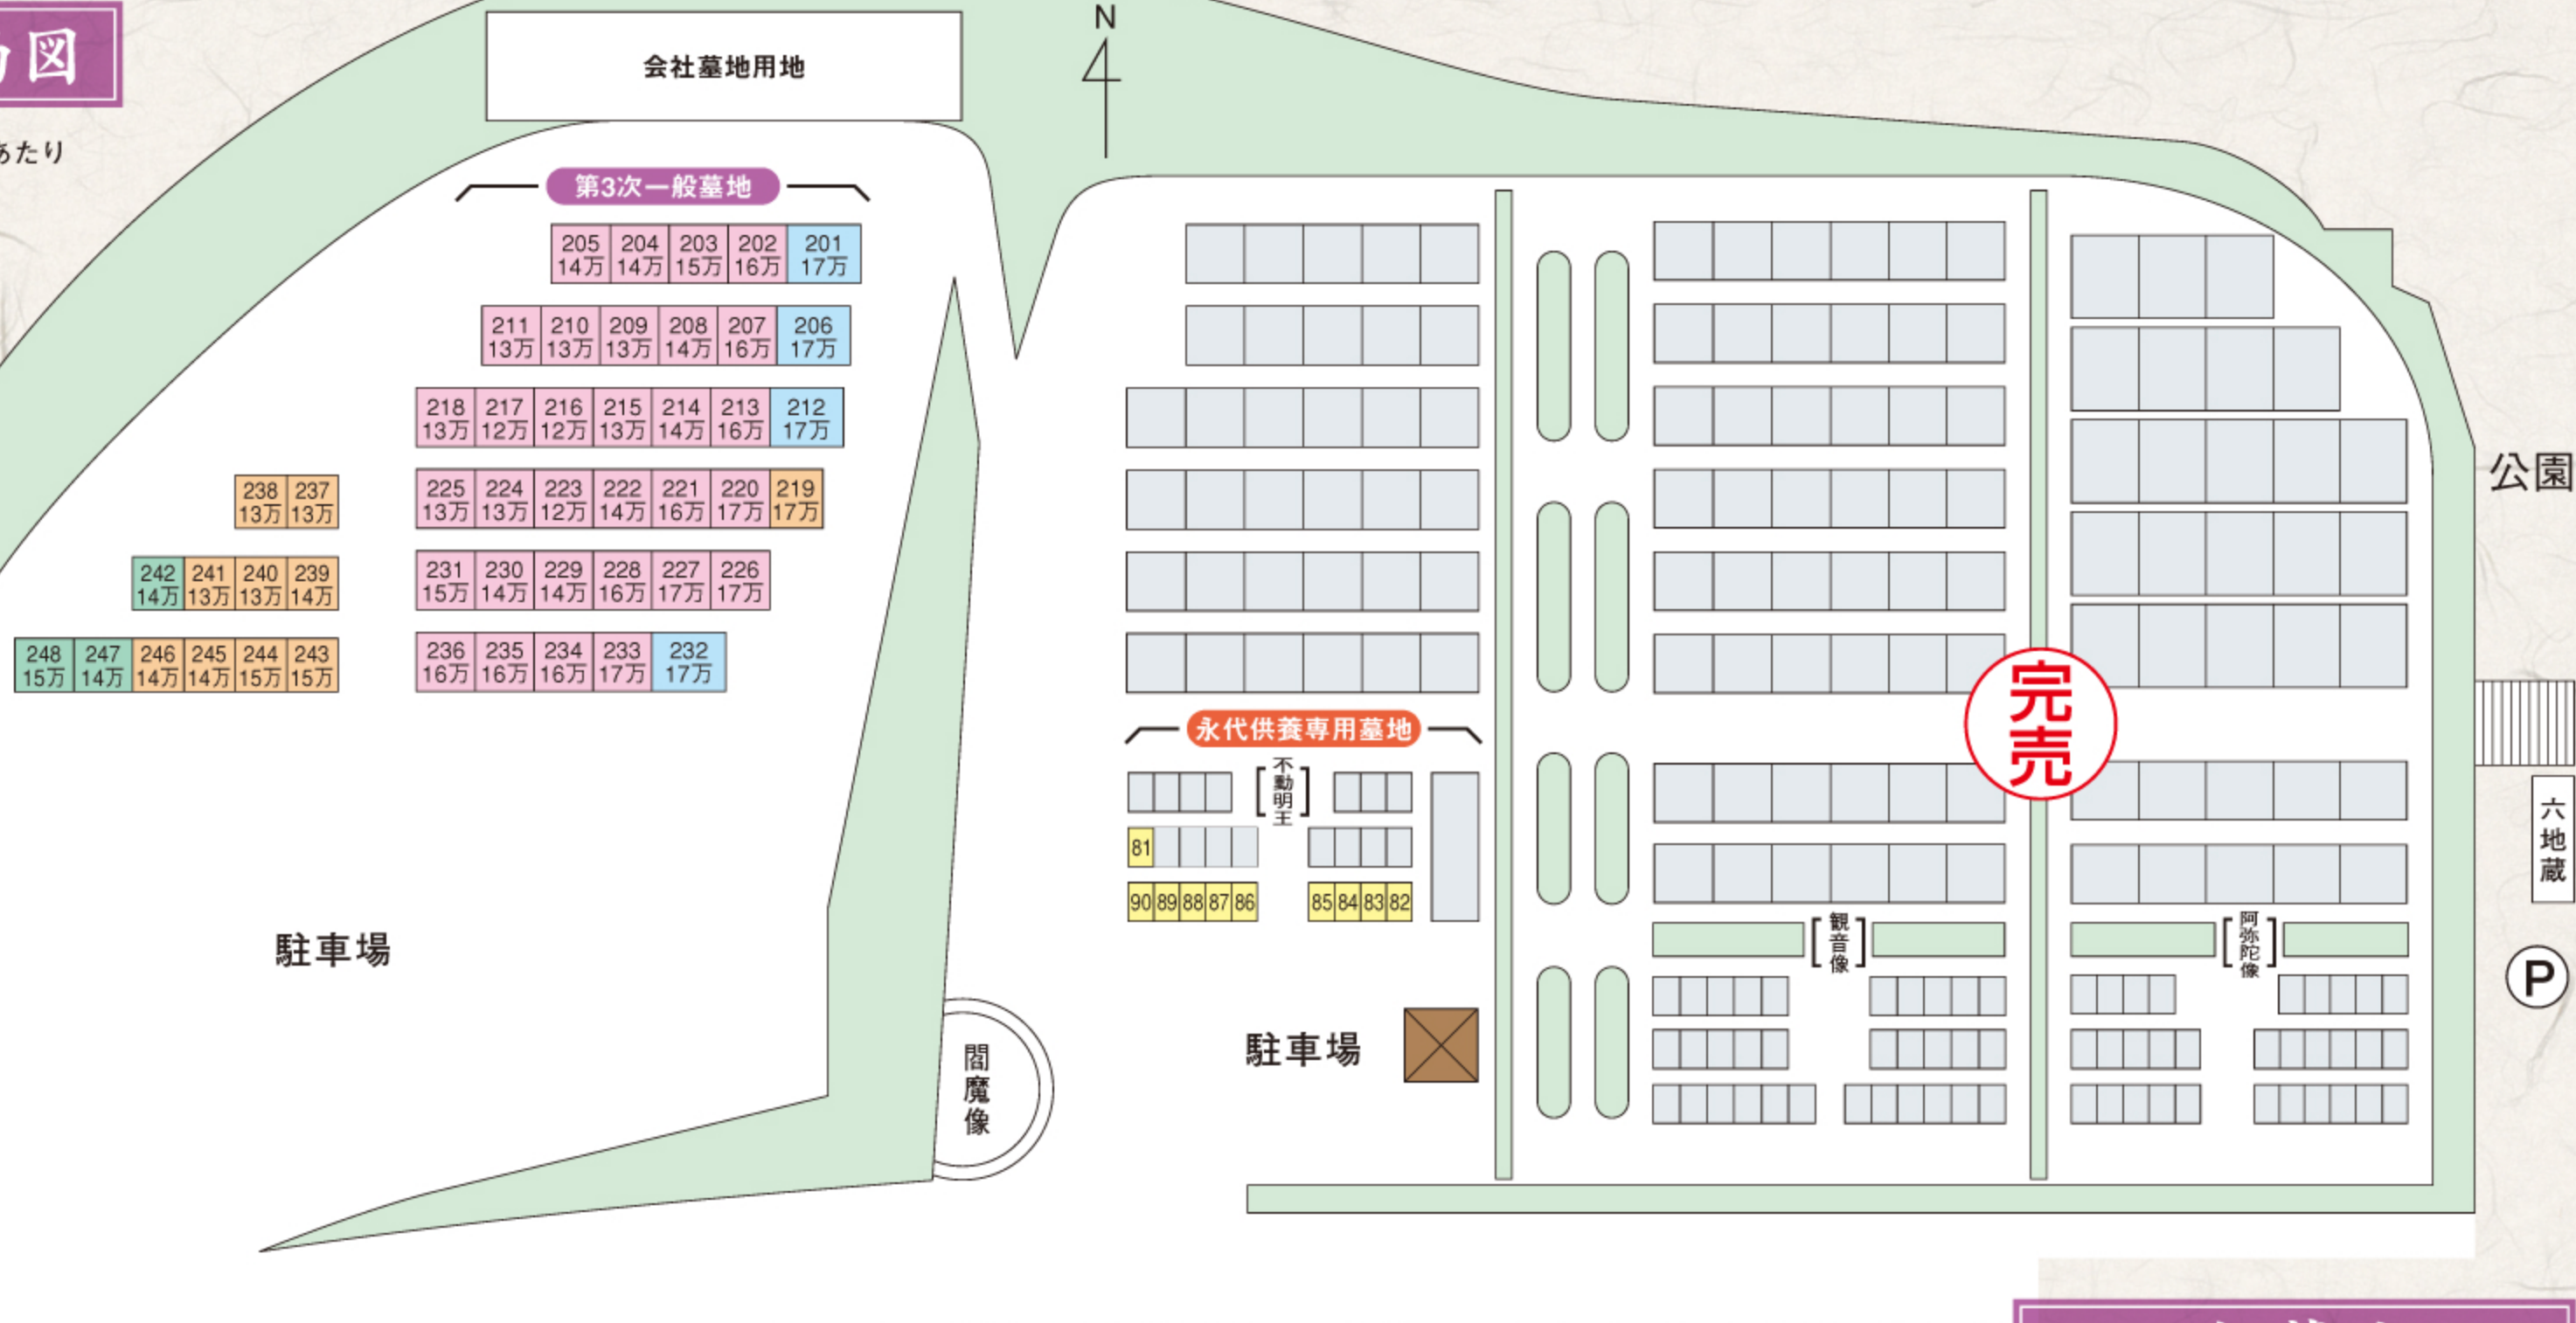 図
あたり
会社墓地用地
N
第3次一般墓地
205 204 203 202 201
14万 14万 15万 16万 17万
211 210 209 208 207 206
13万 13万 13万 14万 16万 17万
218 217 216 215 214 213 212
13万 12万 12万 13万 14万 16万 17万
238 237
13万 13万
225 224 223 222 221 220 219
13万 13万 12万 14万 16万 17万 17万
242 241 240 239
14万 13万 13万 14万
231 230 229 228 227 226
15万 14万 14万 16万 17万 17万
248 247 246 245 244 243
15万 14万 14万 14万 15万 15万
236 235 234 233 232
16万 16万 16万 17万 17万
駐車場
閻魔像
永代供養専用墓地
[不動明王]
81
90 89 88 87 86
85 84 83 82
駐車場
完売
[観音像]
[阿弥陀像]
公園
六地蔵
P